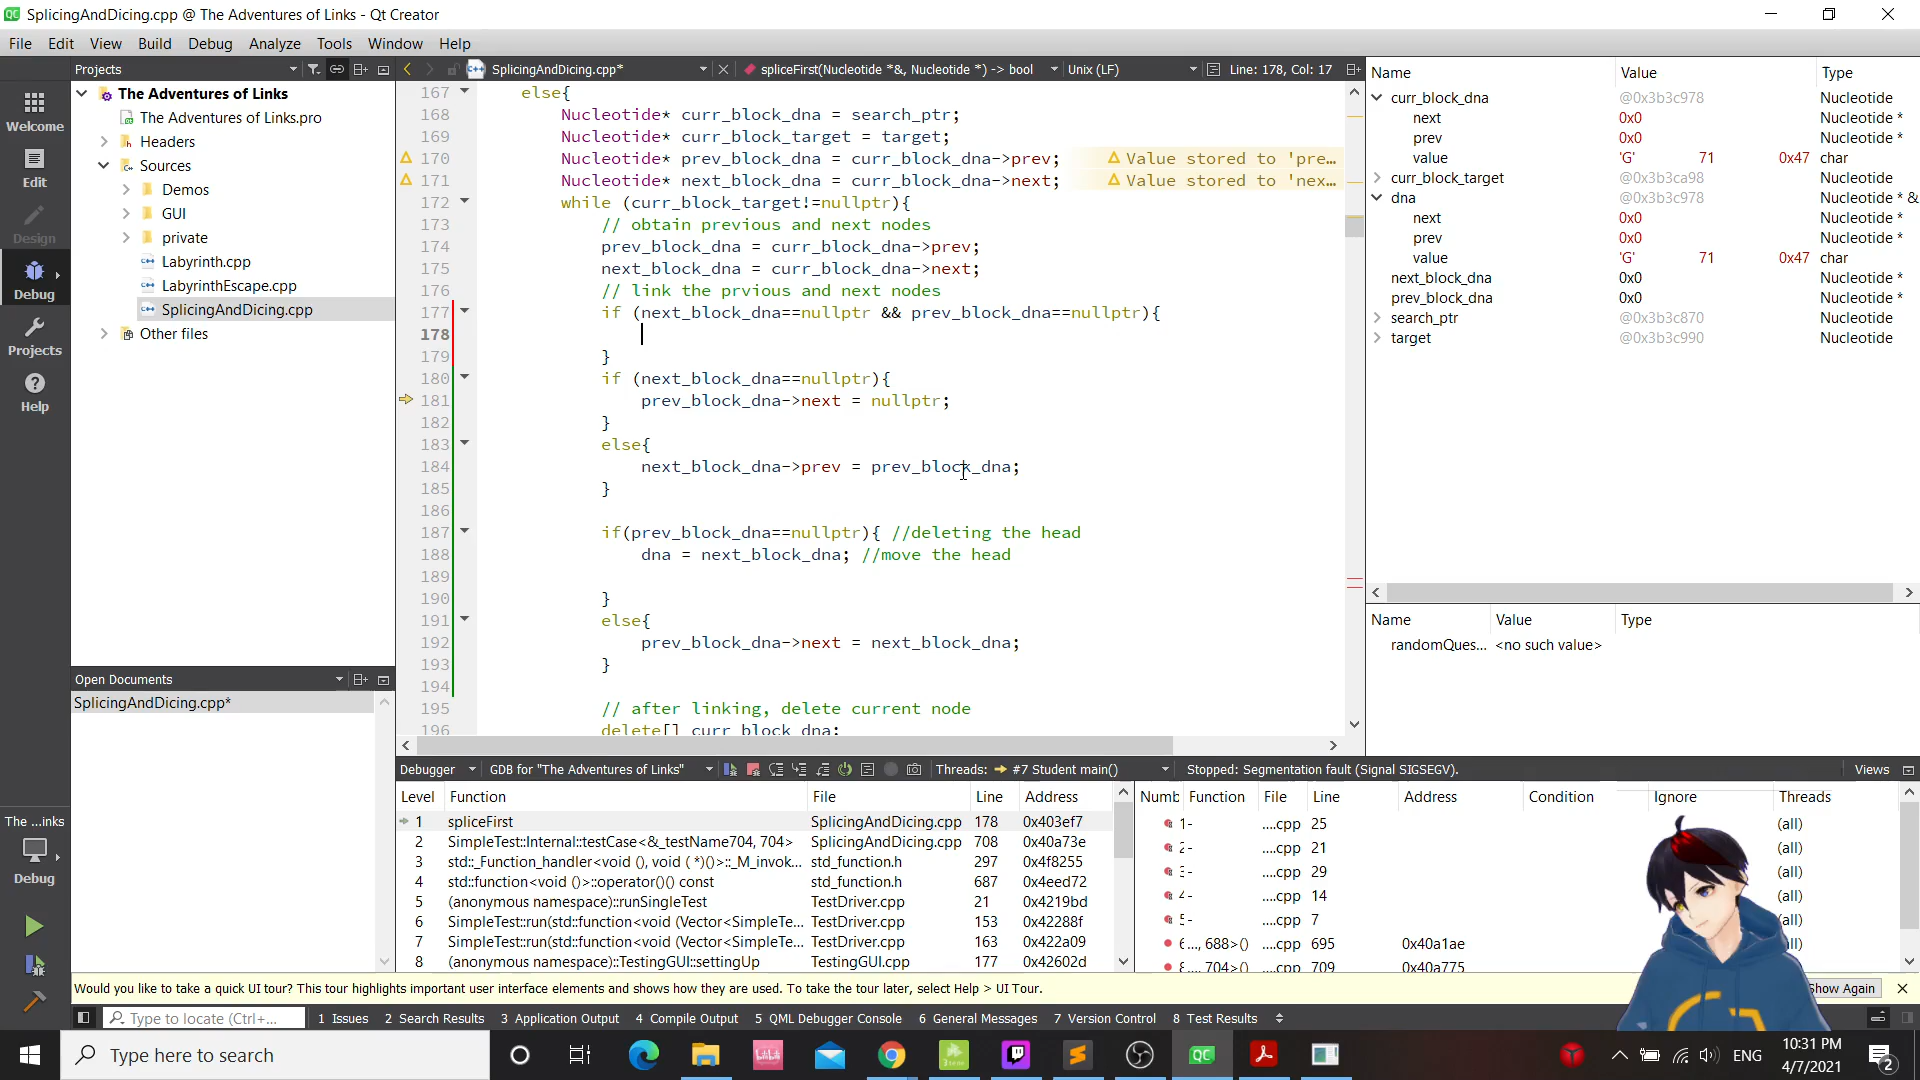 SplicingAndDicing.cpp @ The Adventures of Links - Qt Creator
File Edit View Build Debug Analyze Tools Window Help
Projects
SplicingAndDicing.cpp*
spliceFirst(Nucleotide *&, Nucleotide *) -> bool
Unix (LF)
Line: 178, Col: 17
Welcome
Edit
Design
Debug
Projects
Help
The ...inks
Debug
The Adventures of Links
The Adventures of Links.pro
Headers
Sources
Demos
GUI
private
Labyrinth.cpp
LabyrinthEscape.cpp
SplicingAndDicing.cpp
Other files
Open Documents
SplicingAndDicing.cpp*
167 else{
168 Nucleotide* curr_block_dna = search_ptr;
169 Nucleotide* curr_block_target = target;
170 Nucleotide* prev_block_dna = curr_block_dna->prev; Value stored to 'pre...
171 Nucleotide* next_block_dna = curr_block_dna->next; Value stored to 'nex...
172 while (curr_block_target!=nullptr){
173 // obtain previous and next nodes
174 prev_block_dna = curr_block_dna->prev;
175 next_block_dna = curr_block_dna->next;
176 // link the prvious and next nodes
177 if (next_block_dna==nullptr && prev_block_dna==nullptr){
178
179 }
180 if (next_block_dna==nullptr){
181 prev_block_dna->next = nullptr;
182 }
183 else{
184 next_block_dna->prev = prev_block_dna;
185 }
186
187 if(prev_block_dna==nullptr){ //deleting the head
188 dna = next_block_dna; //move the head
189
190 }
191 else{
192 prev_block_dna->next = next_block_dna;
193 }
194
195 // after linking, delete current node
196 delete[] curr_block_dna;
Name Value Type
curr_block_dna @0x3b3c978 Nucleotide
next 0x0 Nucleotide *
prev 0x0 Nucleotide *
value 'G' 71 0x47 char
curr_block_target @0x3b3ca98 Nucleotide
dna @0x3b3c978 Nucleotide * &
next 0x0 Nucleotide *
prev 0x0 Nucleotide *
value 'G' 71 0x47 char
next_block_dna 0x0 Nucleotide *
prev_block_dna 0x0 Nucleotide *
search_ptr @0x3b3c870 Nucleotide
target @0x3b3c990 Nucleotide
Name Value Type
randomQues... <no such value>
Debugger GDB for "The Adventures of Links" Threads: #7 Student main() Stopped: Segmentation fault (Signal SIGSEGV). Views
Level Function File Line Address
1 spliceFirst SplicingAndDicing.cpp 178 0x403ef7
2 SimpleTest::Internal::testCase<&_testName704, 704> SplicingAndDicing.cpp 708 0x40a73e
3 std::_Function_handler<void (), void ( *)()>::_M_invok... std_function.h 297 0x4f8255
4 std::function<void ()>::operator()() const std_function.h 687 0x4eed72
5 (anonymous namespace)::runSingleTest TestDriver.cpp 21 0x4219bd
6 SimpleTest::run(std::function<void (Vector<SimpleTe... TestDriver.cpp 153 0x42288f
7 SimpleTest::run(std::function<void (Vector<SimpleTe... TestDriver.cpp 163 0x422a09
8 (anonymous namespace)::TestingGUI::settingUp TestingGUI.cpp 177 0x42602d
Numb Function File Line Address Condition Ignore Threads
1 - ....cpp 25 (all)
2 - ....cpp 21 (all)
3 - ....cpp 29 (all)
4 - ....cpp 14 (all)
5 - ....cpp 7 (all)
6 ..., 688>() ....cpp 695 0x40a1ae
8 ..., 704>() ....cpp 709 0x40a775
Would you like to take a quick UI tour? This tour highlights important user interface elements and shows how they are used. To take the tour later, select Help > UI Tour.
Show Again
Type to locate (Ctrl+...
1 Issues 2 Search Results 3 Application Output 4 Compile Output 5 QML Debugger Console 6 General Messages 7 Version Control 8 Test Results
Type here to search
ENG
10:31 PM
4/7/2021
2